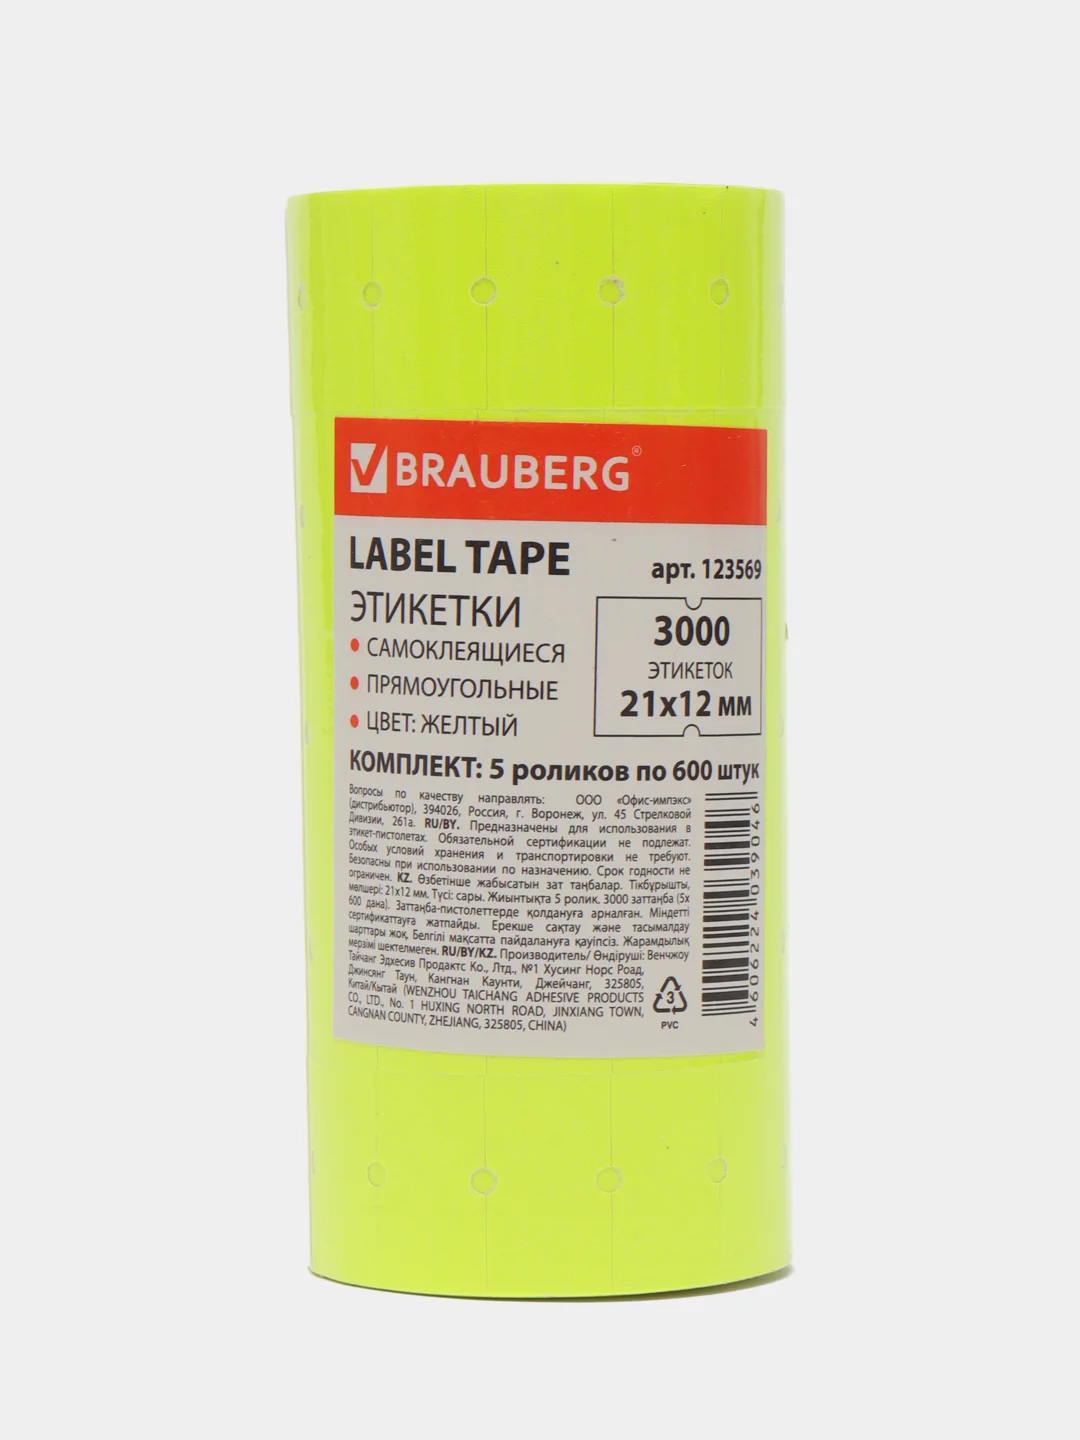 BRAUBERG®
LABEL TAPE
арт. 123569
ЭТИКЕТКИ
• САМОКЛЕЯЩИЕСЯ
• ПРЯМОУГОЛЬНЫЕ
• ЦВЕТ: ЖЕЛТЫЙ
3000
ЭТИКЕТОК
21х12 мм
КОМПЛЕКТ: 5 роликов по 600 штук
Вопросы по качеству направлять: ООО «Офис-импэкс»
(дистрибьютор), 394026, Россия, г. Воронеж, ул. 45 Стрелковой
Дивизии, 261а. RU/BY. Предназначены для использования в
этикет-пистолетах. Обязательной сертификации не подлежат.
Особых условий хранения и транспортировки не требуют.
Безопасны при использовании по назначению. Срок годности не
ограничен. KZ. Өзбетінше жабысатын зат таңбалар. Тікбұрышты,
мөлшері: 21х12 мм. Түсі: сары. Жиынтықта 5 ролик. 3000 заттаңба (5х
600 дана). Заттаңба-пистолеттерде қолдануға арналған. Міндетті
сертификаттауға жатпайды. Ерекше сақтау және тасымалдау
шарттары жоқ. Белгілі мақсатта пайдалануға қауіпсіз. Жарамдылық
мерзімі шектелмеген. RU/BY/KZ. Производитель/ Өндіруші: Венчжоу
Тайчанг Эдхесив Продактс Ко., Лтд., №1 Хусинг Норс Роад,
Джинсянг Таун, Кангнан Каунти, Джейчанг, 325805,
Китай/Кытай (WENZHOU TAICHANG ADHESIVE PRODUCTS
CO., LTD., No. 1 HUXING NORTH ROAD, JINXIANG TOWN,
CANGNAN COUNTY, ZHEJIANG, 325805, CHINA)
3
PVC
4606224039046